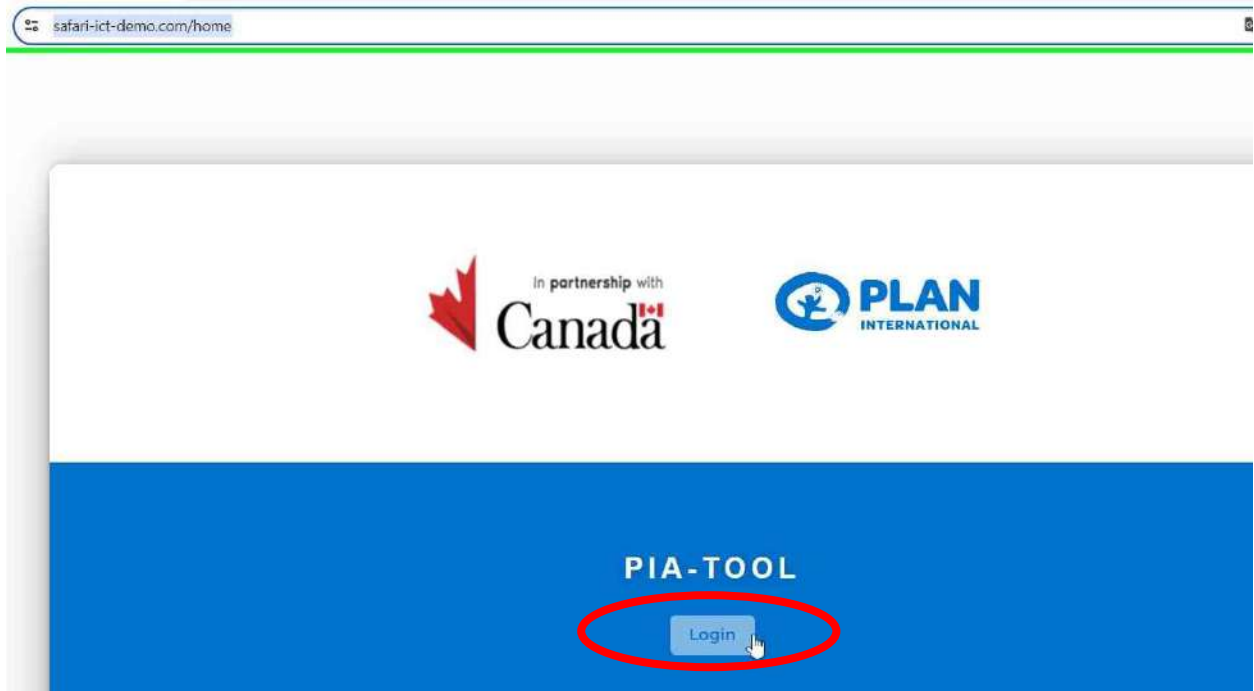 safari-ict-demo.com/home
In partnership with
Canada
PLAN
INTERNATIONAL
PIA-TOOL
Login